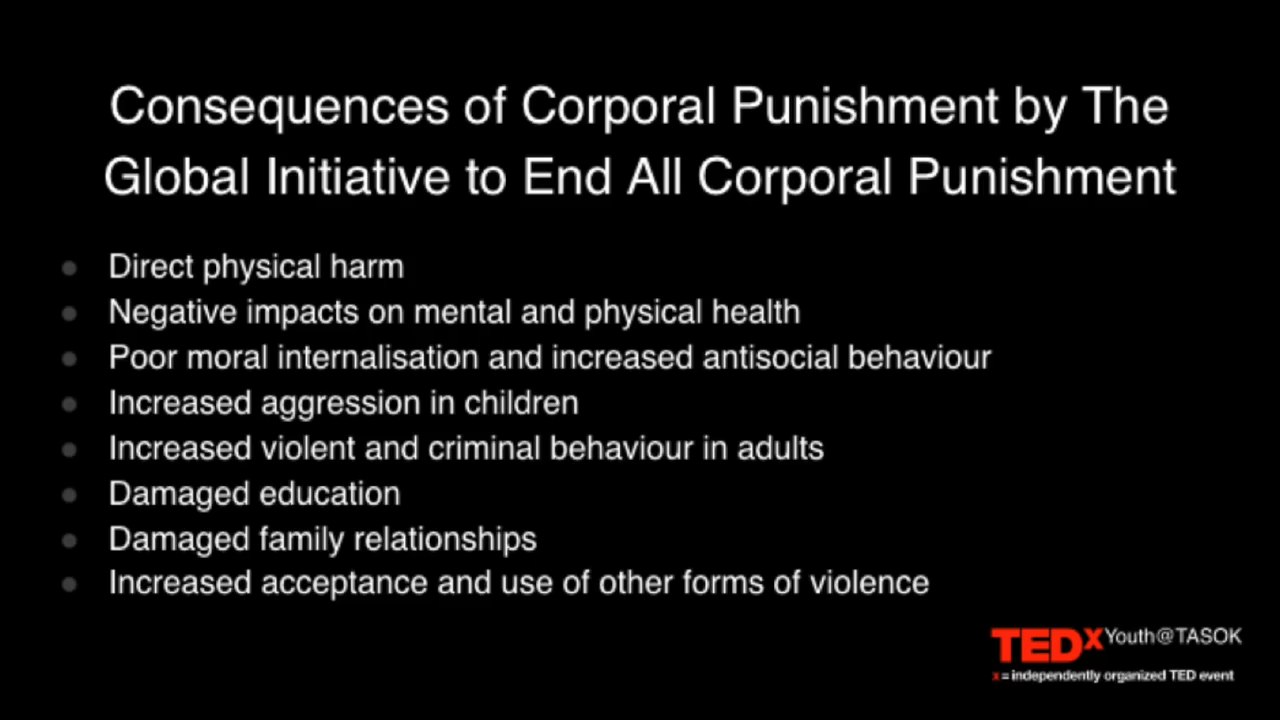 Consequences of Corporal Punishment by The
Global Initiative to End All Corporal Punishment
Direct physical harm
Negative impacts on mental and physical health
Poor moral internalisation and increased antisocial behaviour
Increased aggression in children
Increased violent and criminal behaviour in adults
Damaged education
Damaged family relationships
Increased acceptance and use of other forms of violence
TEDxYouth@TASOK
x = independently organized TED event